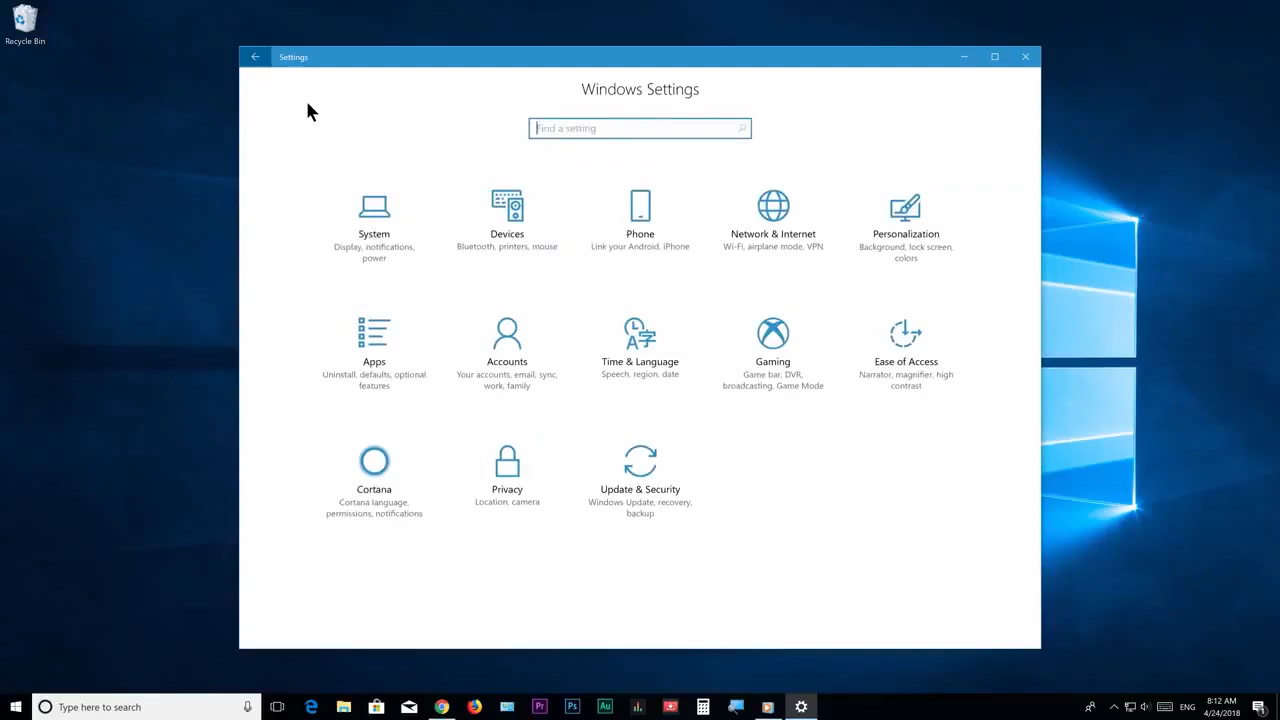 Recycle Bin
Settings
Windows Settings
Find a setting
System
Display, notifications,
power
Devices
Bluetooth, printers, mouse
Phone
Link your Android, iPhone
Network & Internet
Wi-Fi, airplane mode, VPN
Personalization
Background, lock screen,
colors
Apps
Uninstall, defaults, optional
features
Accounts
Your accounts, email, sync,
work, family
Time & Language
Speech, region, date
Gaming
Game bar, DVR,
broadcasting, Game Mode
Ease of Access
Narrator, magnifier, high
contrast
Cortana
Cortana language,
permissions, notifications
Privacy
Location, camera
Update & Security
Windows Update, recovery,
backup
Type here to search
Pr
Ps
Au
ENG
8:12 AM
4/24/2018